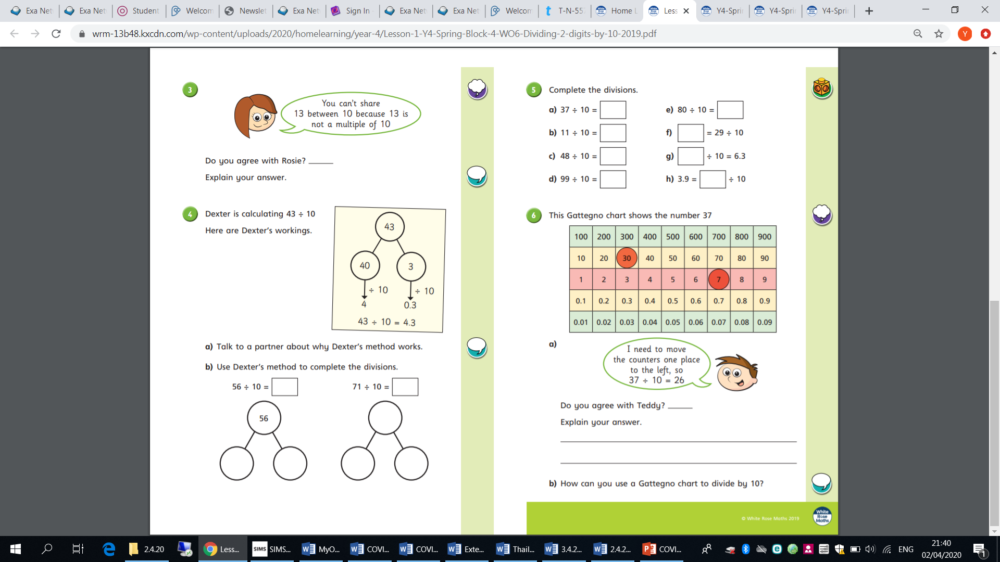 Exa Net
Exa Net
Student
Welcom
Newslet
Exa Net
Sign In -
Exa Net
Exa Net
Welcom
T-N-557
Home L
Less
Y4-Sprin
Y4-Sprin
Y4-Sprin
wrm-13b48.kxcdn.com/wp-content/uploads/2020/homelearning/year-4/Lesson-1-Y4-Spring-Block-4-WO6-Dividing-2-digits-by-10-2019.pdf
Y
3
You can't share
13 between 10 because 13 is
not a multiple of 10
Do you agree with Rosie? ______
Explain your answer.
4
Dexter is calculating 43 ÷ 10
Here are Dexter's workings.
43
40 3
÷ 10 ÷ 10
4 0.3
43 ÷ 10 = 4.3
a) Talk to a partner about why Dexter's method works.
b) Use Dexter's method to complete the divisions.
56 ÷ 10 = 71 ÷ 10 =
56
5
Complete the divisions.
a) 37 ÷ 10 = e) 80 ÷ 10 =
b) 11 ÷ 10 = f) = 29 ÷ 10
c) 48 ÷ 10 = g) ÷ 10 = 6.3
d) 99 ÷ 10 = h) 3.9 = ÷ 10
6
This Gattegno chart shows the number 37
100 200 300 400 500 600 700 800 900
10 20 30 40 50 60 70 80 90
1 2 3 4 5 6 7 8 9
0.1 0.2 0.3 0.4 0.5 0.6 0.7 0.8 0.9
0.01 0.02 0.03 0.04 0.05 0.06 0.07 0.08 0.09
a)
I need to move
the counters one place
to the left, so
37 ÷ 10 = 26
Do you agree with Teddy? ______
Explain your answer.
b) How can you use a Gattegno chart to divide by 10?
© White Rose Maths 2019
White
Rose
Maths
2.4.20
Less...
SIMS SIMS...
MyO...
COVI...
COVI...
Exte...
Thail...
3.4.2...
2.4.2...
COVI...
ENG
21:40
02/04/2020
1